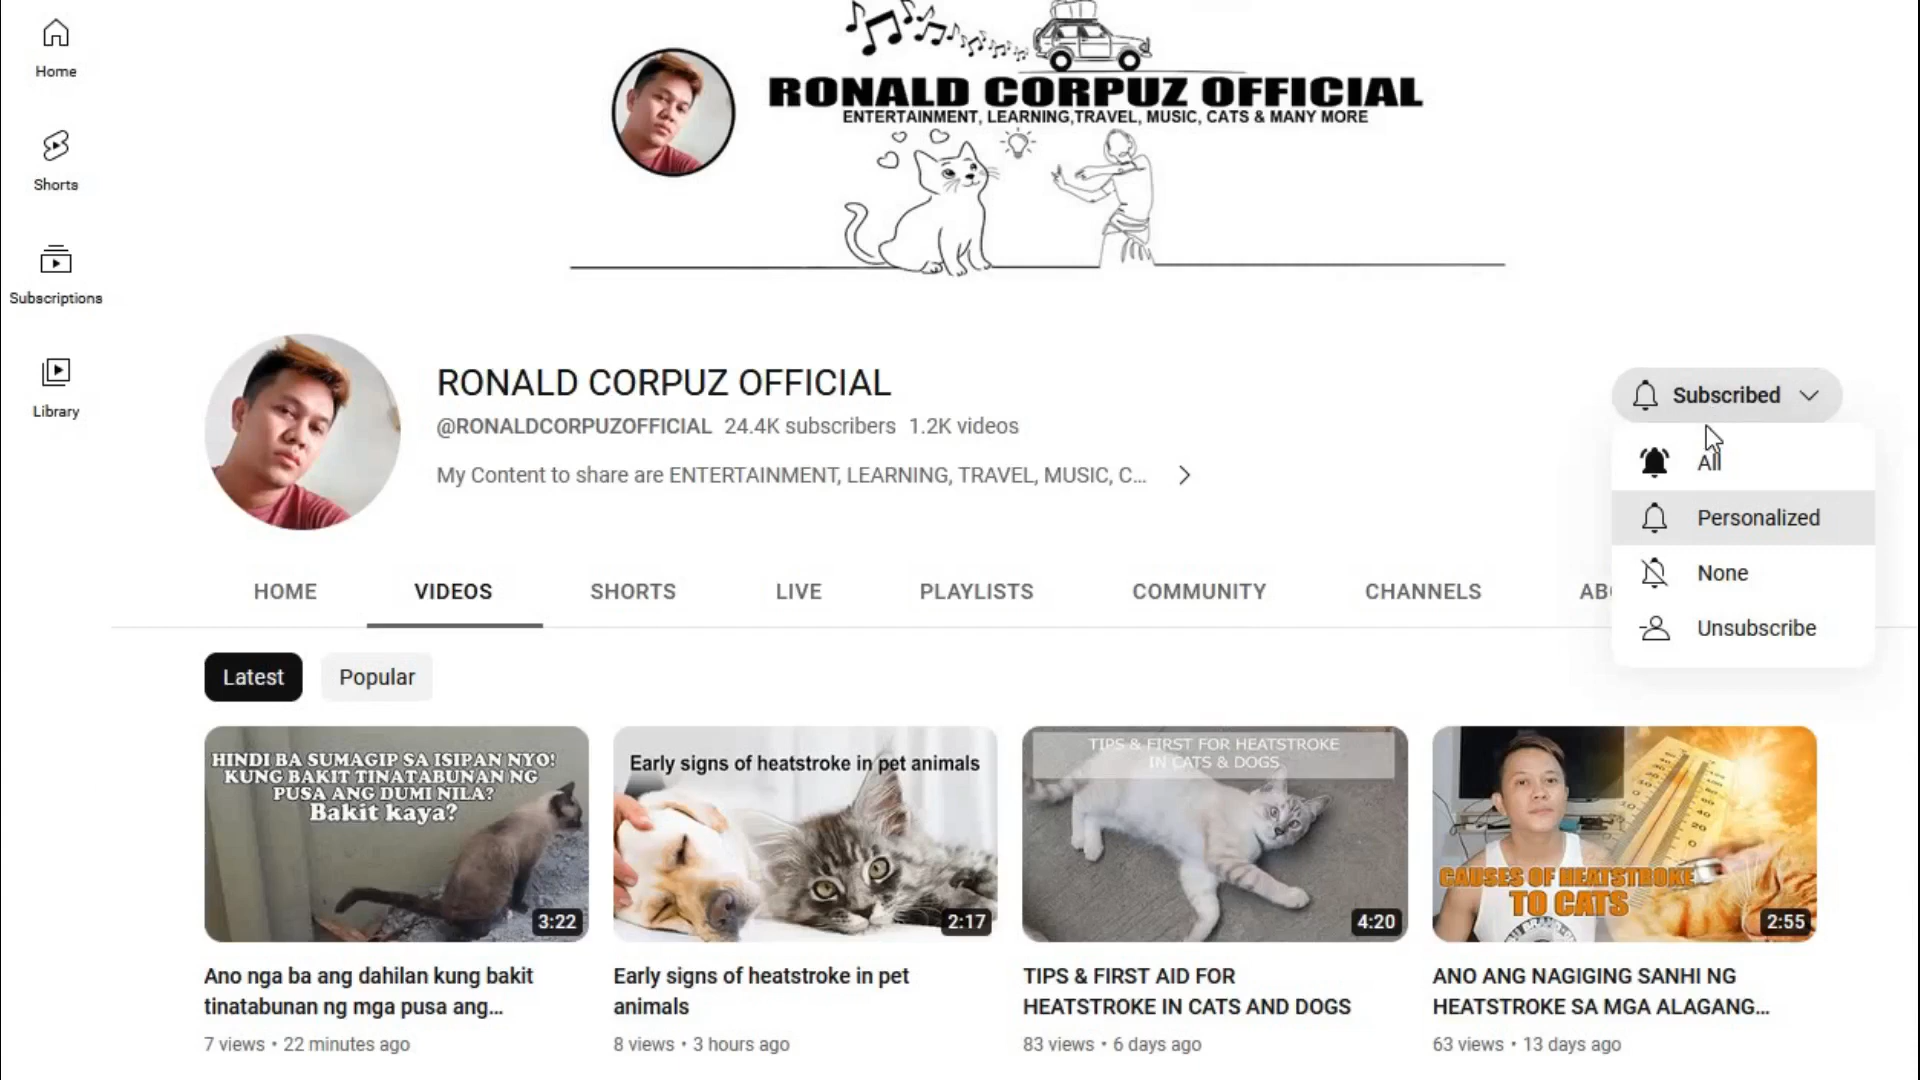 Home
Shorts
Subscriptions
Library
RONALD CORPUZ OFFICIAL
ENTERTAINMENT, LEARNING,TRAVEL, MUSIC, CATS & MANY MORE
RONALD CORPUZ OFFICIAL
@RONALDCORPUZOFFICIAL 24.4K subscribers 1.2K videos
My Content to share are ENTERTAINMENT, LEARNING, TRAVEL, MUSIC, C...
Subscribed
All
Personalized
None
Unsubscribe
HOME VIDEOS SHORTS LIVE PLAYLISTS COMMUNITY CHANNELS AB
Latest Popular
HINDI BA SUMAGIP SA ISIPAN NYO!
KUNG BAKIT TINATABUNAN NG
PUSA ANG DUMI NILA?
Bakit kaya?
3:22
Ano nga ba ang dahilan kung bakit
tinatabunan ng mga pusa ang...
7 views • 22 minutes ago
Early signs of heatstroke in pet animals
2:17
Early signs of heatstroke in pet
animals
8 views • 3 hours ago
TIPS & FIRST FOR HEATSTROKE
IN CATS & DOGS
4:20
TIPS & FIRST AID FOR
HEATSTROKE IN CATS AND DOGS
83 views • 6 days ago
CAUSES OF HEATSTROKE
TO CATS
2:55
ANO ANG NAGIGING SANHI NG
HEATSTROKE SA MGA ALAGANG...
63 views • 13 days ago